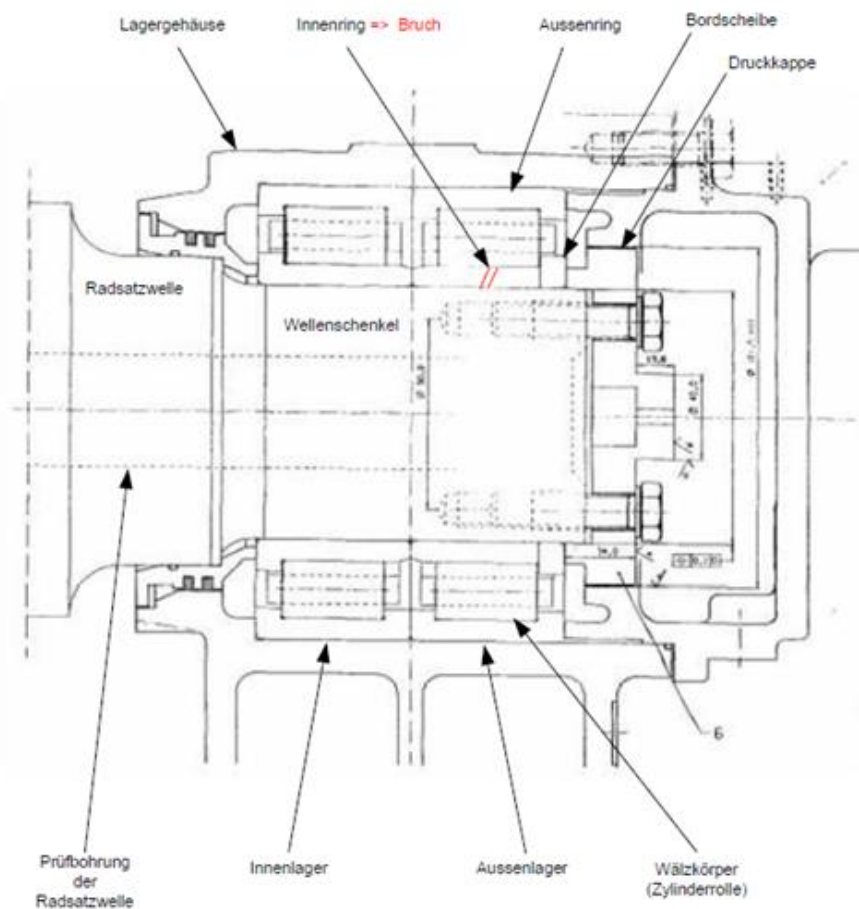 Lagergehäuse
Innenring => Bruch
Aussenring
Bordscheibe
Druckkappe
Radsatzwelle
Wellenschenkel
6
Prüfbohrung
der
Radsatzwelle
Innenlager
Aussenlager
Wälzkörper
(Zylinderrolle)